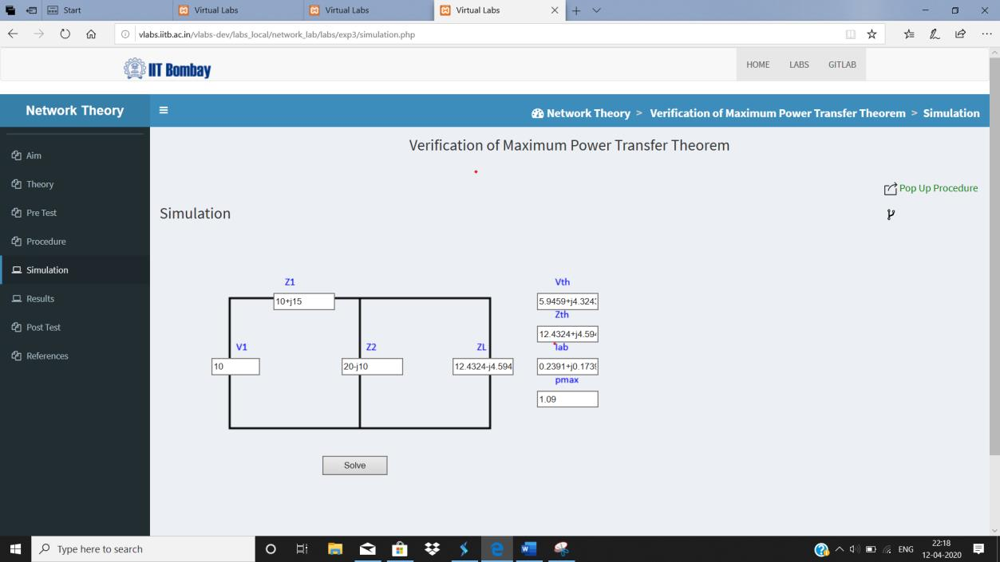 Start
Virtual Labs
Virtual Labs
Virtual Labs
vlabs.iitb.ac.in/vlabs-dev/labs_local/network_lab/labs/exp3/simulation.php
IIT Bombay
HOME LABS GITLAB
Network Theory
Network Theory > Verification of Maximum Power Transfer Theorem > Simulation
Aim
Theory
Pre Test
Procedure
Simulation
Results
Post Test
References
Verification of Maximum Power Transfer Theorem
Pop Up Procedure
Simulation
Z1
10+j15
V1
10
Z2
20-j10
ZL
12.4324-j4.594
Vth
5.9459+j4.324
Zth
12.4324+j4.59
Iab
0.2391+j0.173
pmax
1.09
Solve
Type here to search
ENG
22:18
12-04-2020